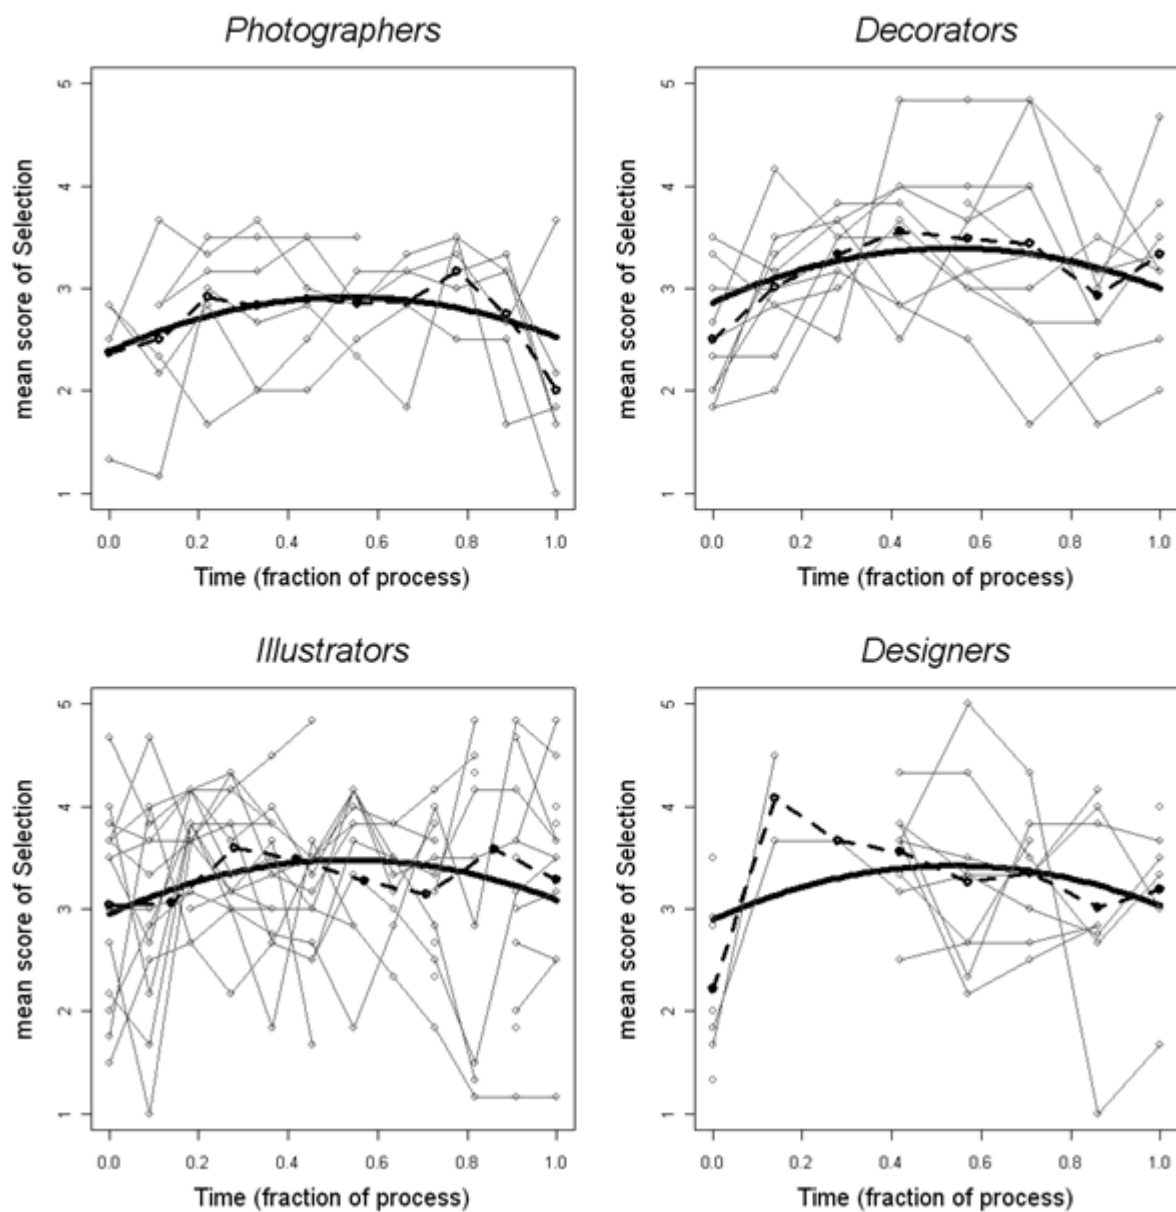 Photographers
5
4
3
2
1
mean score of Selection
0.0 0.2 0.4 0.6 0.8 1.0
Time (fraction of process)
Decorators
5
4
3
2
1
mean score of Selection
0.0 0.2 0.4 0.6 0.8 1.0
Time (fraction of process)
Illustrators
5
4
3
2
1
mean score of Selection
0.0 0.2 0.4 0.6 0.8 1.0
Time (fraction of process)
Designers
5
4
3
2
1
mean score of Selection
0.0 0.2 0.4 0.6 0.8 1.0
Time (fraction of process)